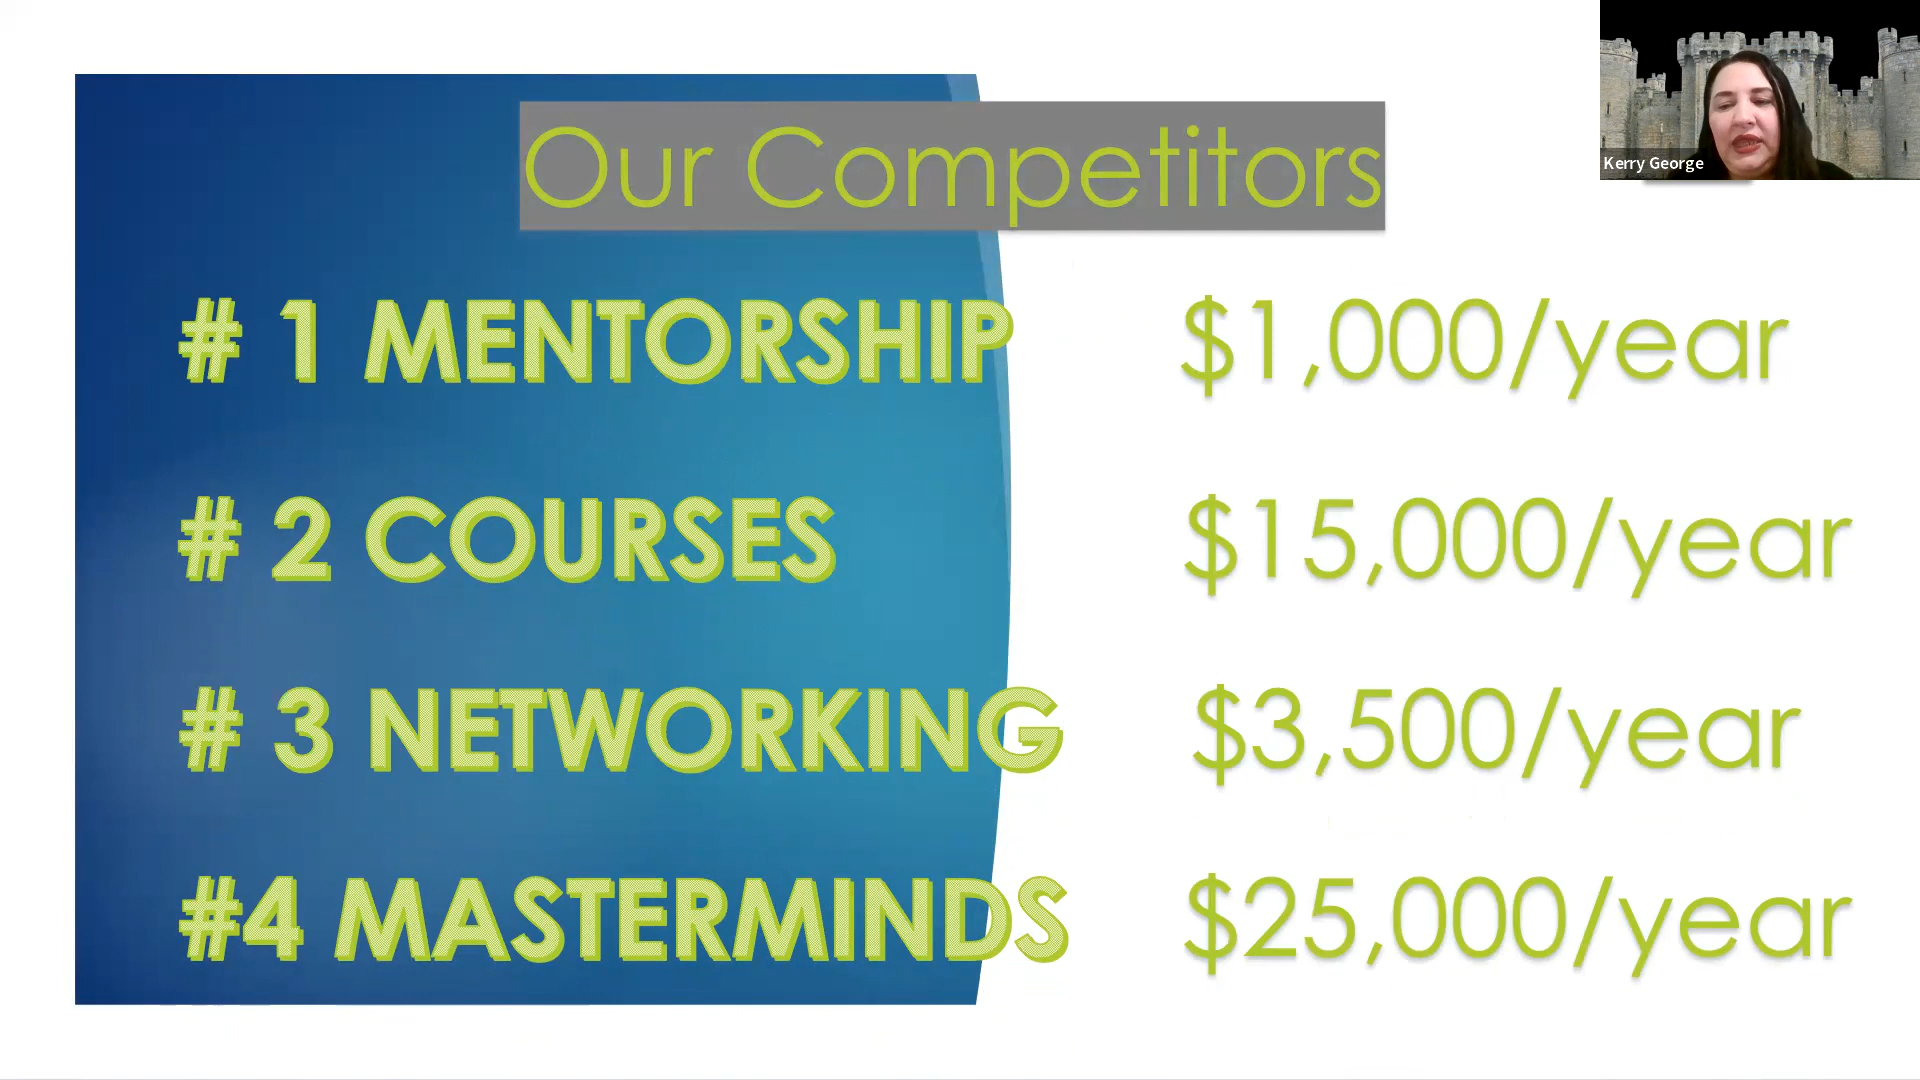 Our Competitors
Kerry George
# 1 MENTORSHIP $1,000/year
# 2 COURSES $15,000/year
# 3 NETWORKING $3,500/year
#4 MASTERMINDS $25,000/year